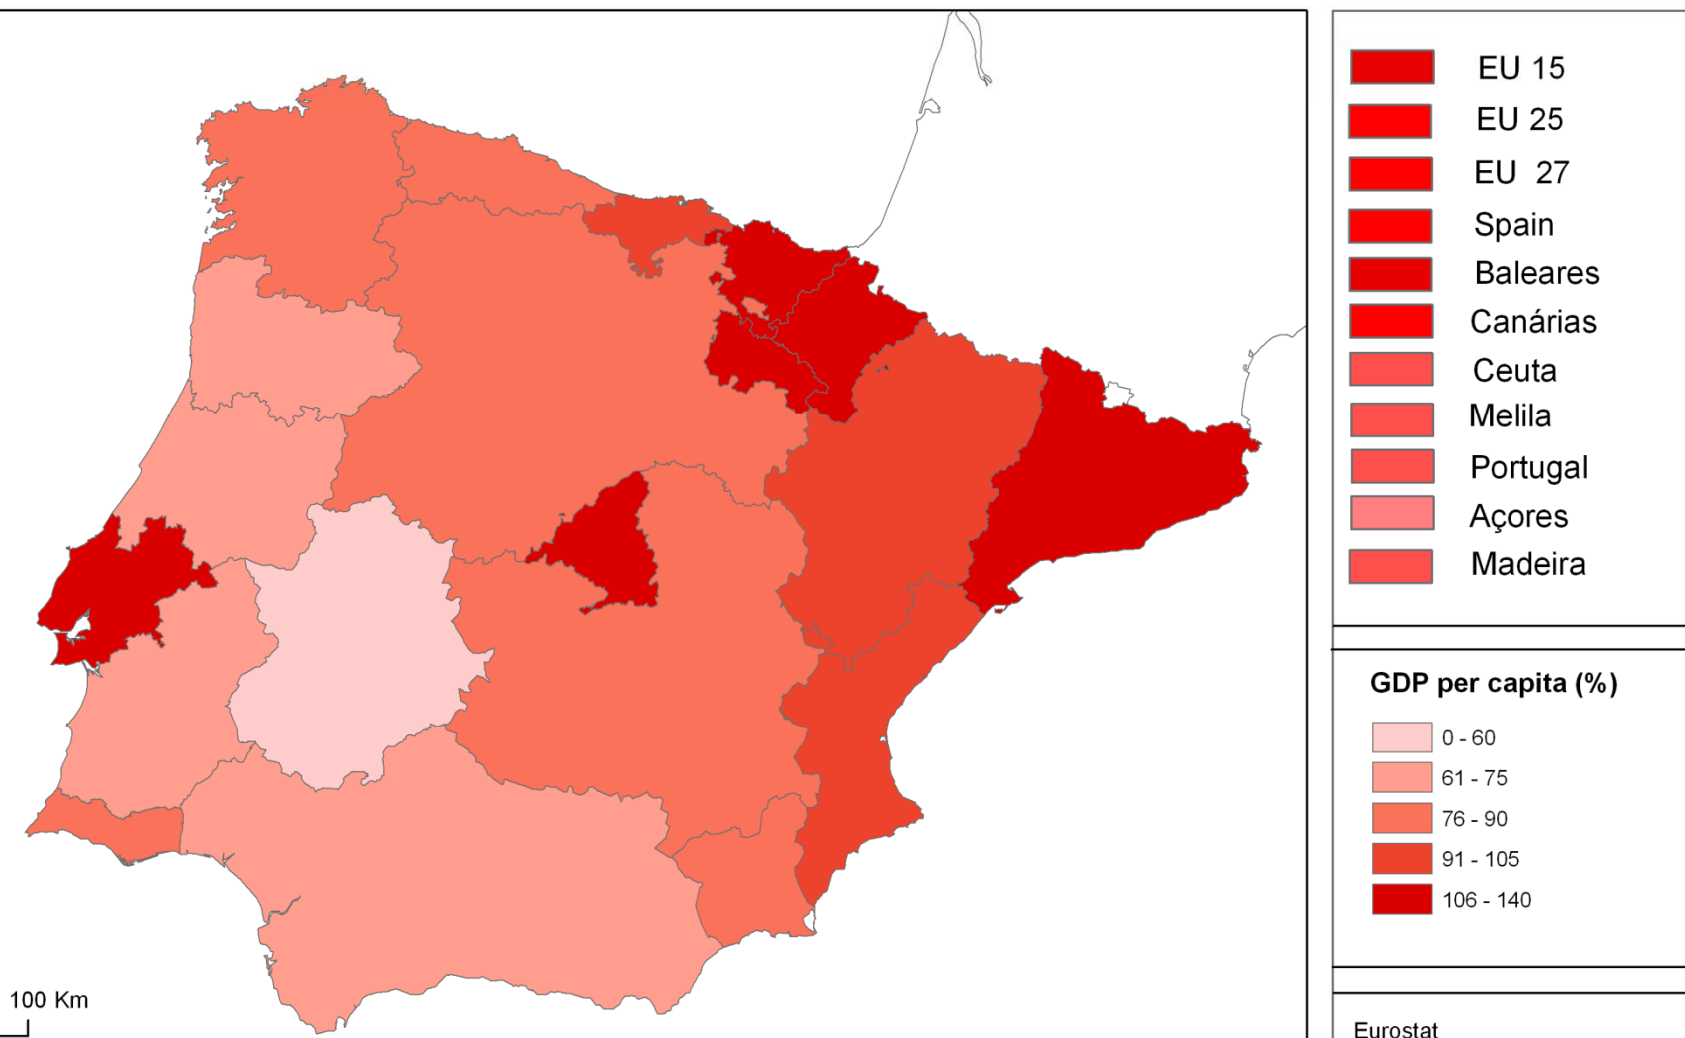 EU 15
EU 25
EU 27
Spain
Baleares
Canárias
Ceuta
Melila
Portugal
Açores
Madeira
GDP per capita (%)
0 - 60
61 - 75
76 - 90
91 - 105
106 - 140
100 Km
Eurostat